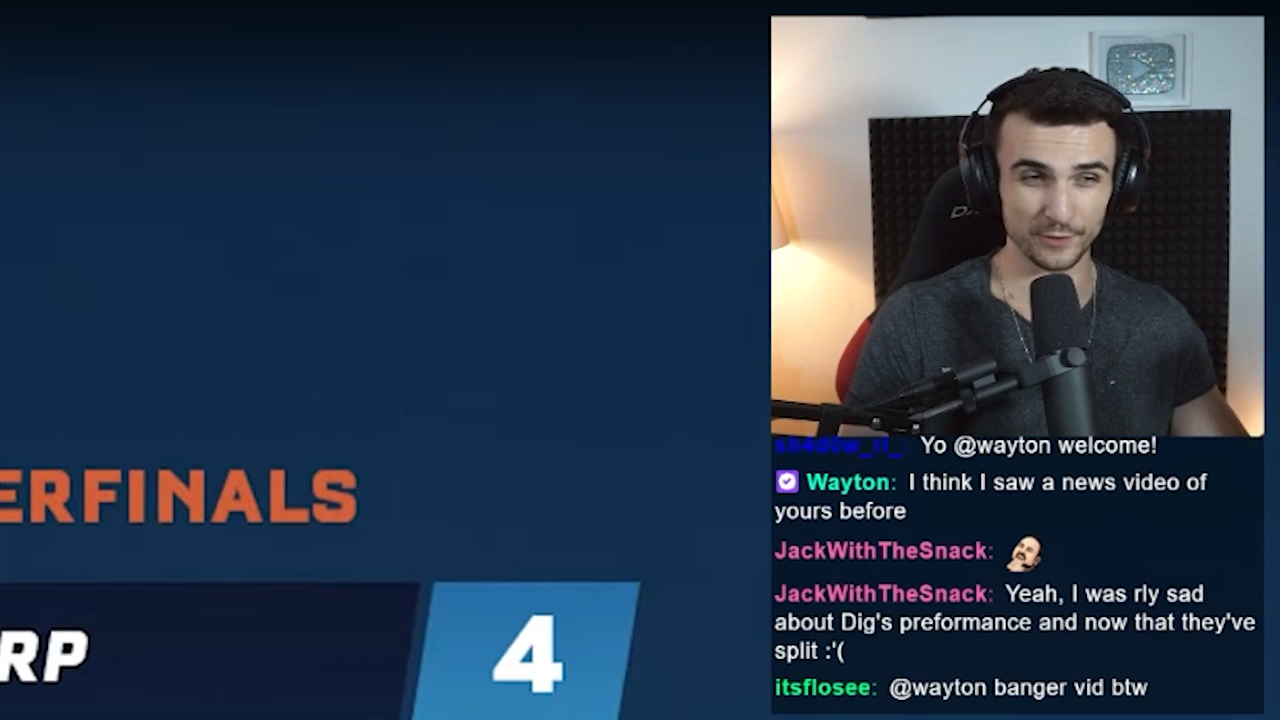 ERFINALS
RP
4
sh4d0w_rl_ Yo @wayton welcome!
Wayton: I think I saw a news video of
yours before
JackWithTheSnack:
JackWithTheSnack: Yeah, I was rly sad
about Dig's preformance and now that they've
split :'(
itsflosee: @wayton banger vid btw